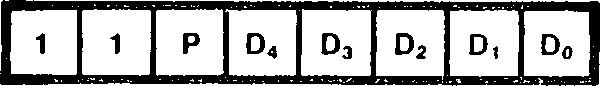 1 1 P D₄ D₃ D₂ D₁ D₀